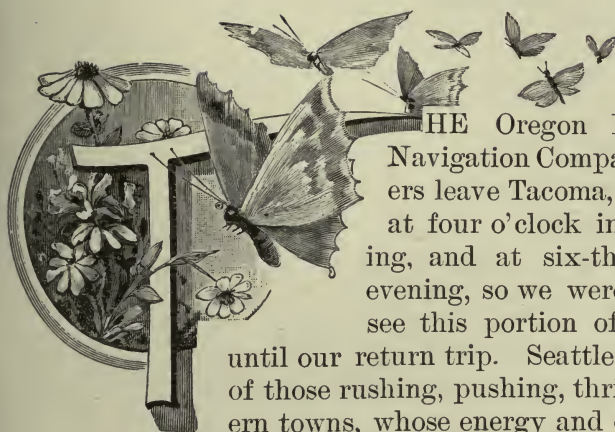 THE Oregon
Navigation Compa
ers leave Tacoma,
at four o'clock in
ing, and at six-th
evening, so we were
see this portion of
until our return trip. Seattle
of those rushing, pushing, thri
ern towns, whose energy and